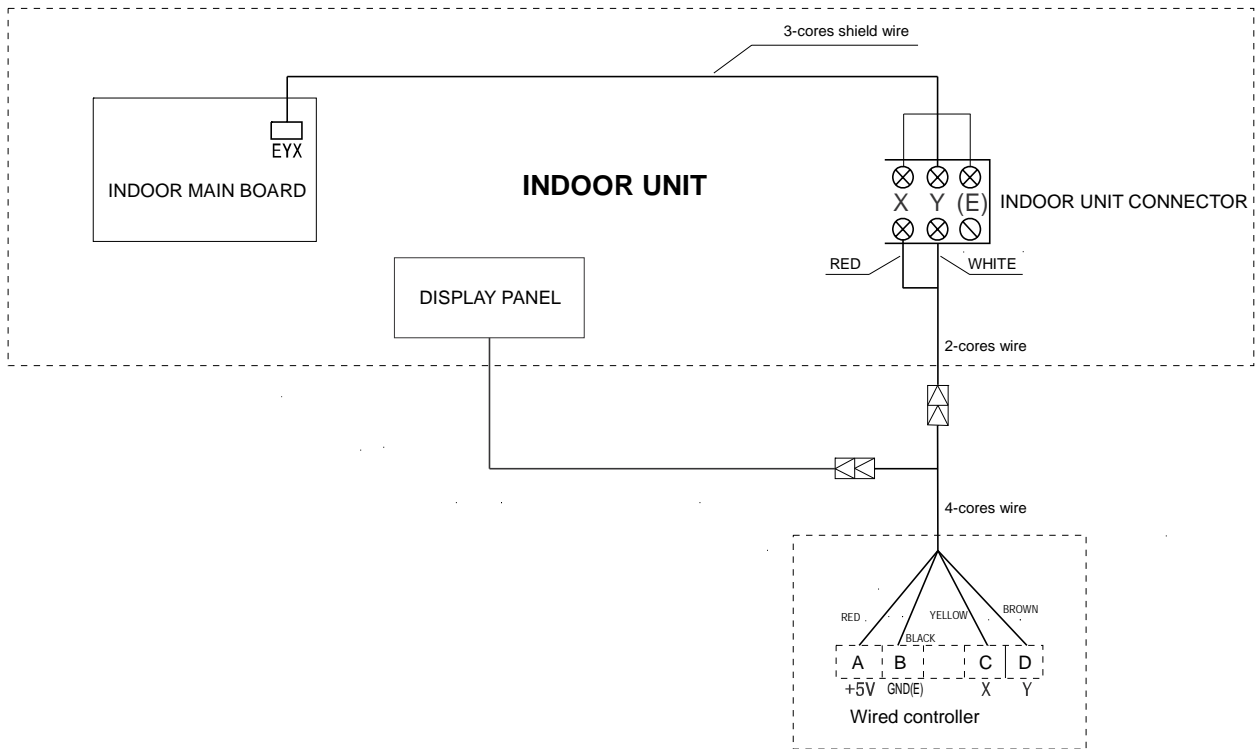 3-cores shield wire
EYX
INDOOR MAIN BOARD
INDOOR UNIT
X Y (E)
INDOOR UNIT CONNECTOR
RED
WHITE
DISPLAY PANEL
2-cores wire
4-cores wire
RED
BLACK
YELLOW
BROWN
A B C D
+5V GND(E) X Y
Wired controller